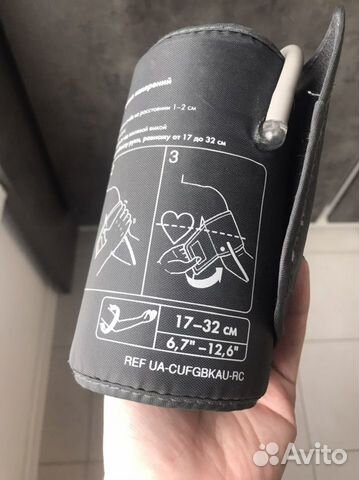 измерений
на расстоянии 1–2 см
равному от 17 до 32 см
3
17–32 см
6,7" –12,6"
REF UA-CUFGBKAU-RC
Avito